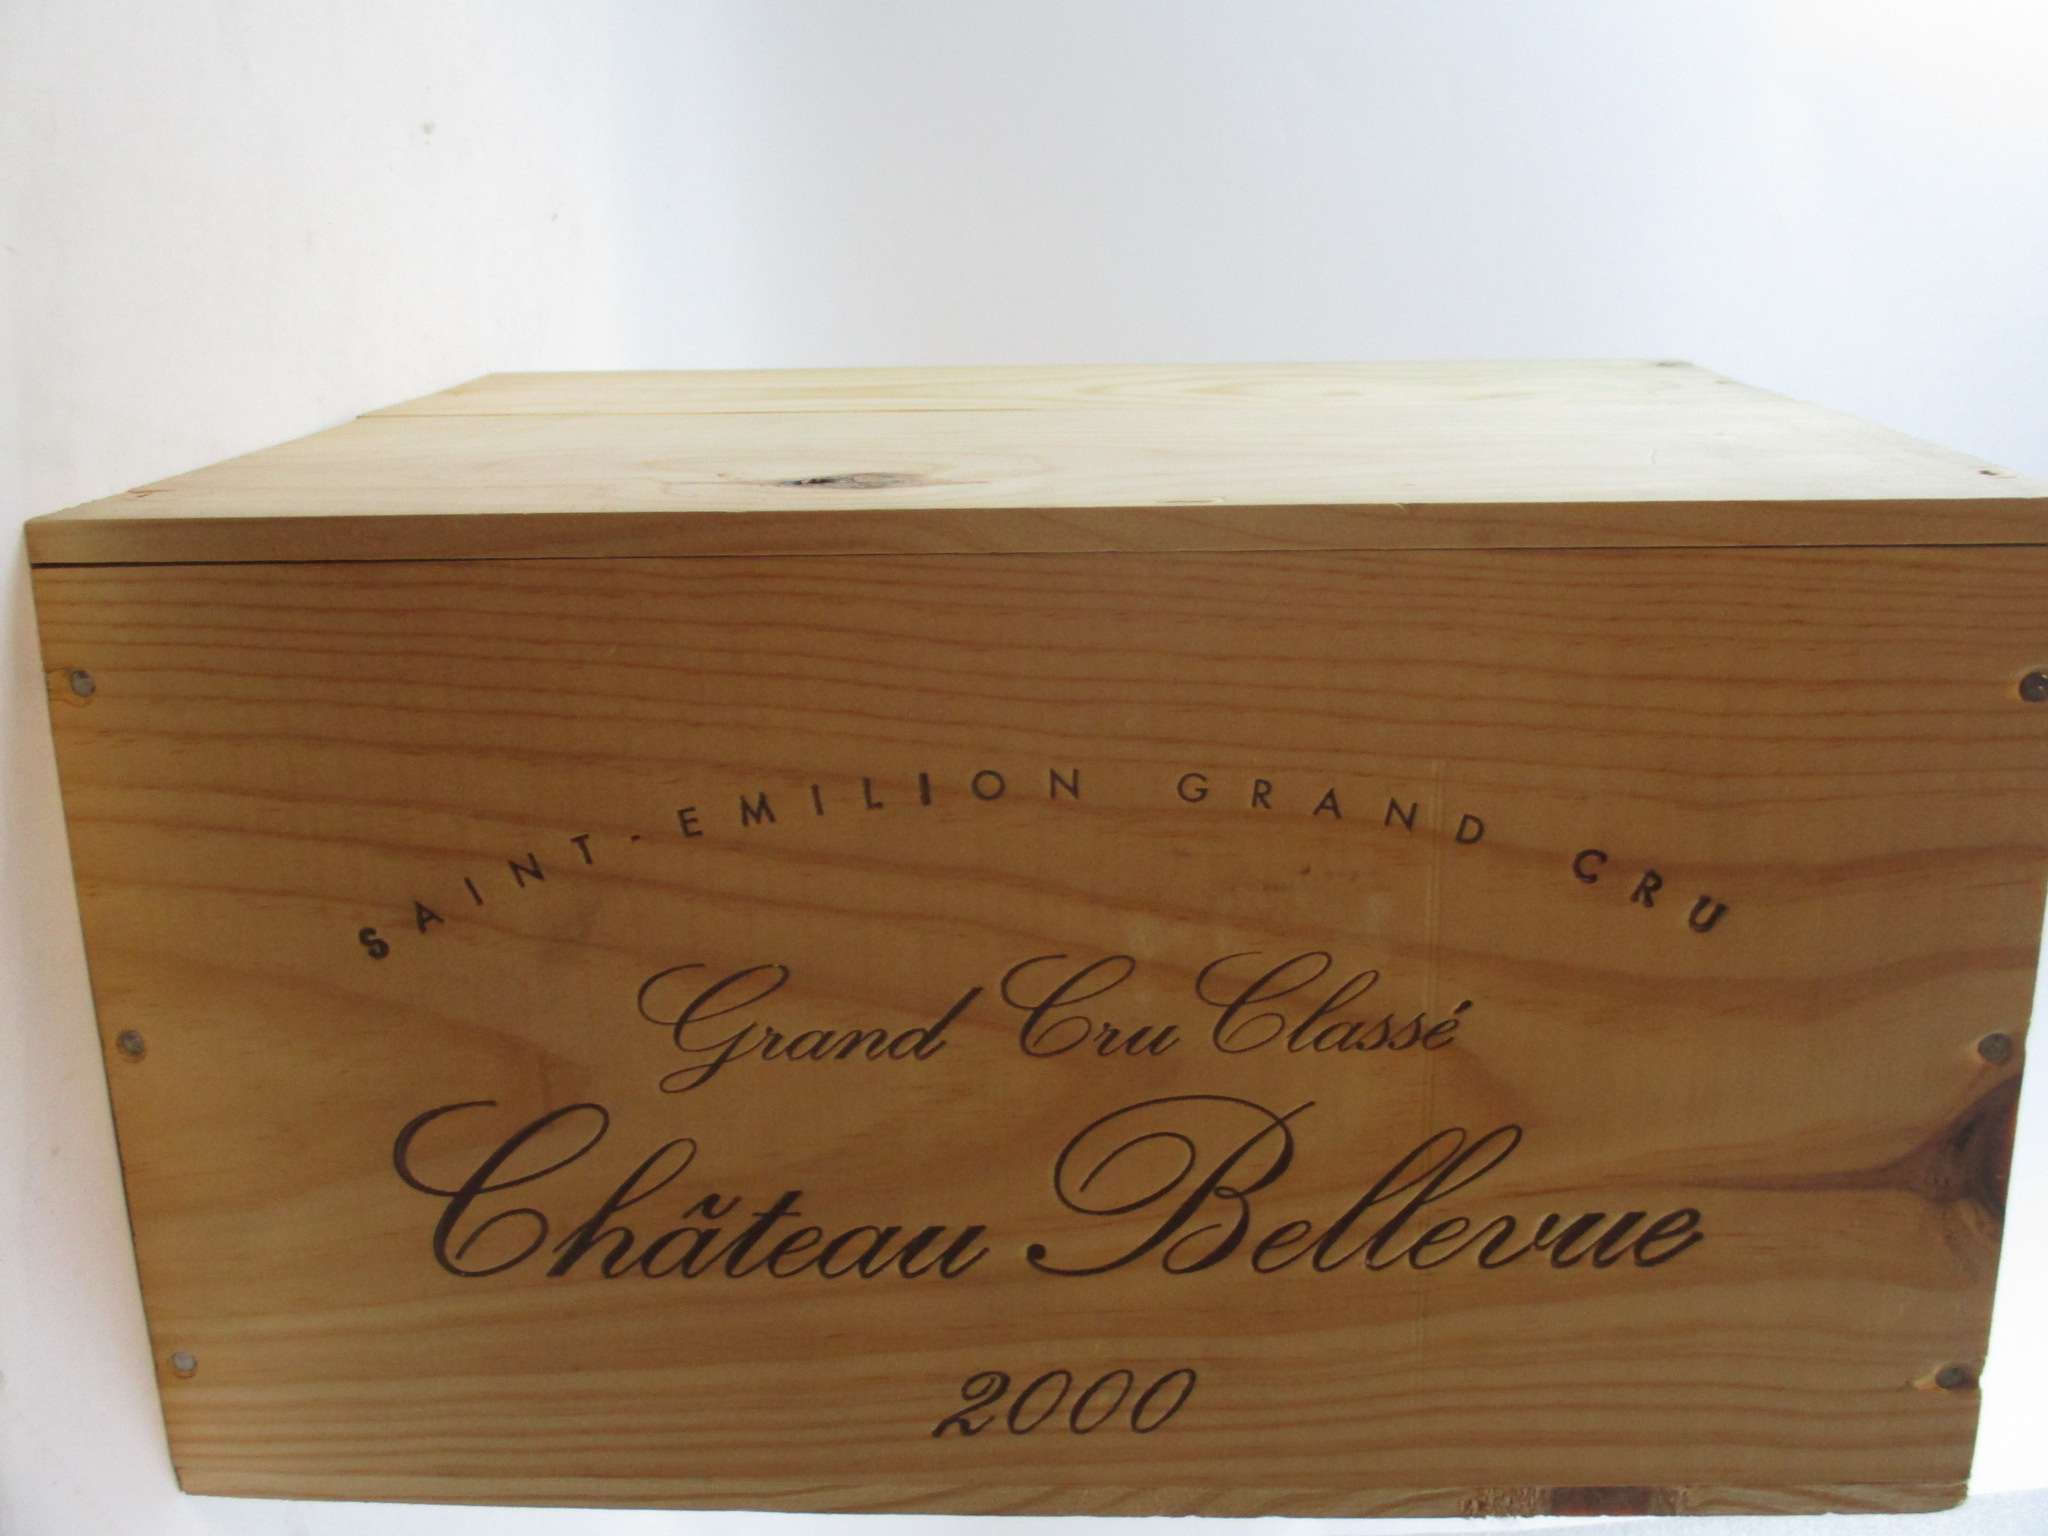 SAINT-EMILION GRAND CRU
Grand Cru Classé
Château Bellevue
2000